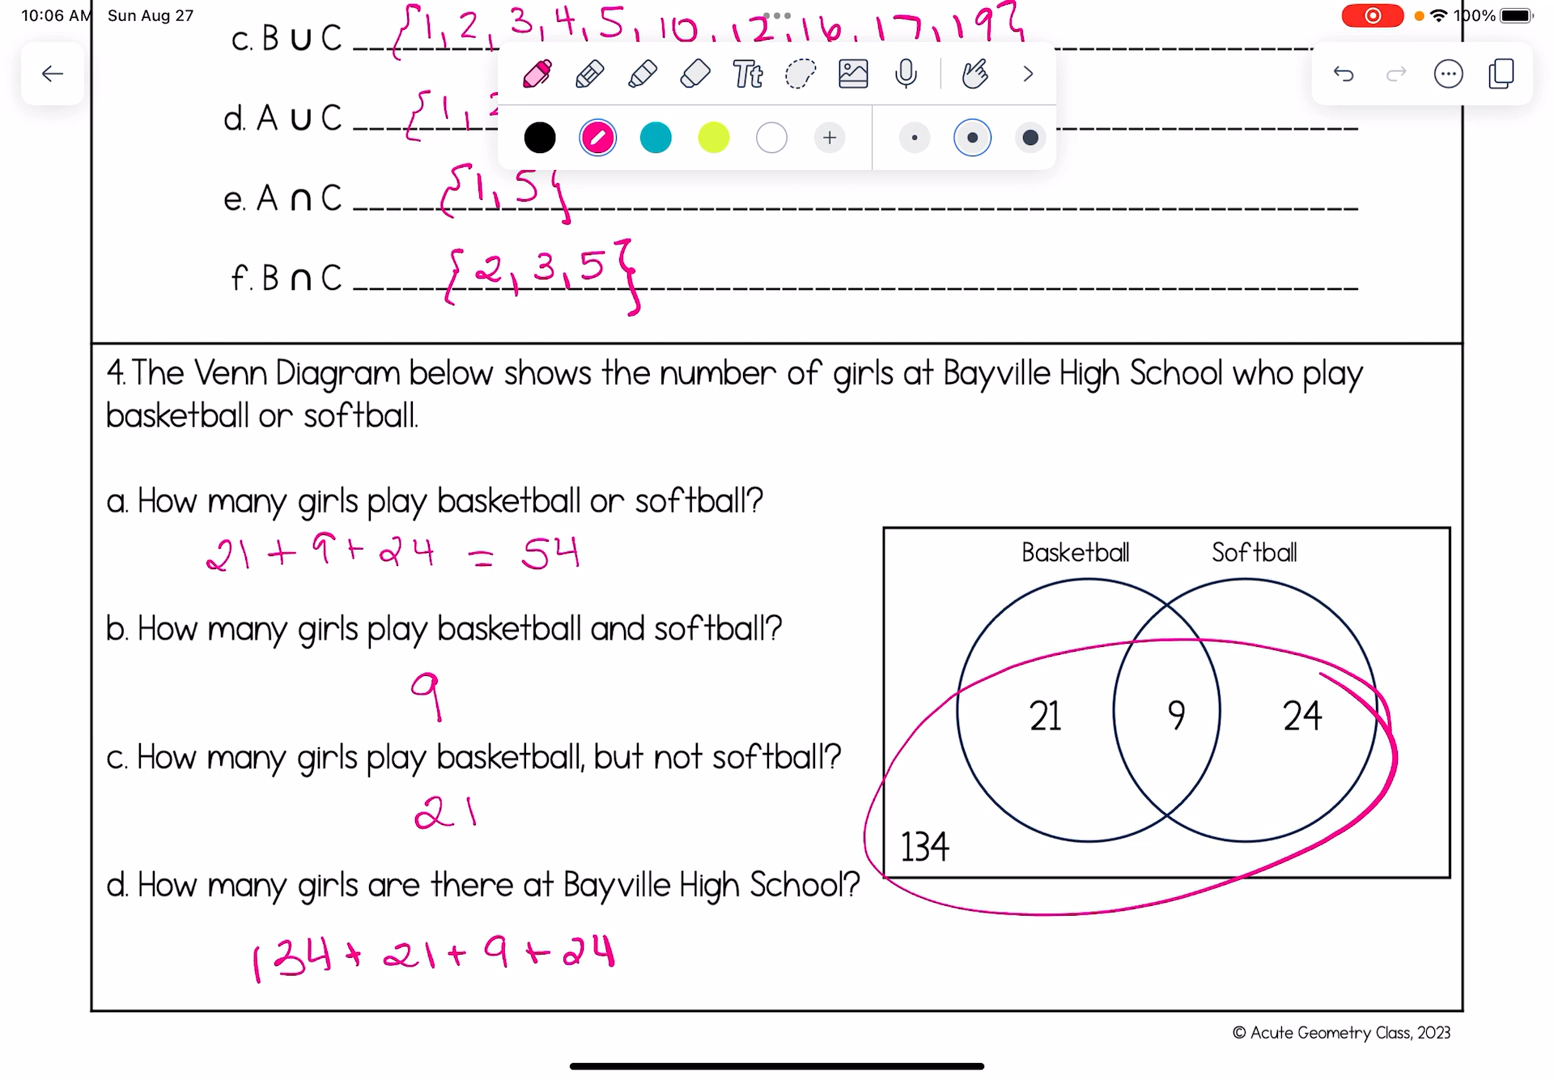 10:06 AM Sun Aug 27
100%
c. B ∪ C {1, 2, 3, 4, 5, 10, 12, 16, 17, 19}
Tt
d. A ∪ C {1, 2
e. A ∩ C {1, 5}
f. B ∩ C {2, 3, 5}
4. The Venn Diagram below shows the number of girls at Bayville High School who play
basketball or softball.
a. How many girls play basketball or softball?
21 + 9 + 24 = 54
b. How many girls play basketball and softball?
9
c. How many girls play basketball, but not softball?
21
d. How many girls are there at Bayville High School?
134 + 21 + 9 + 24
Basketball Softball
21 9 24
134
© Acute Geometry Class, 2023